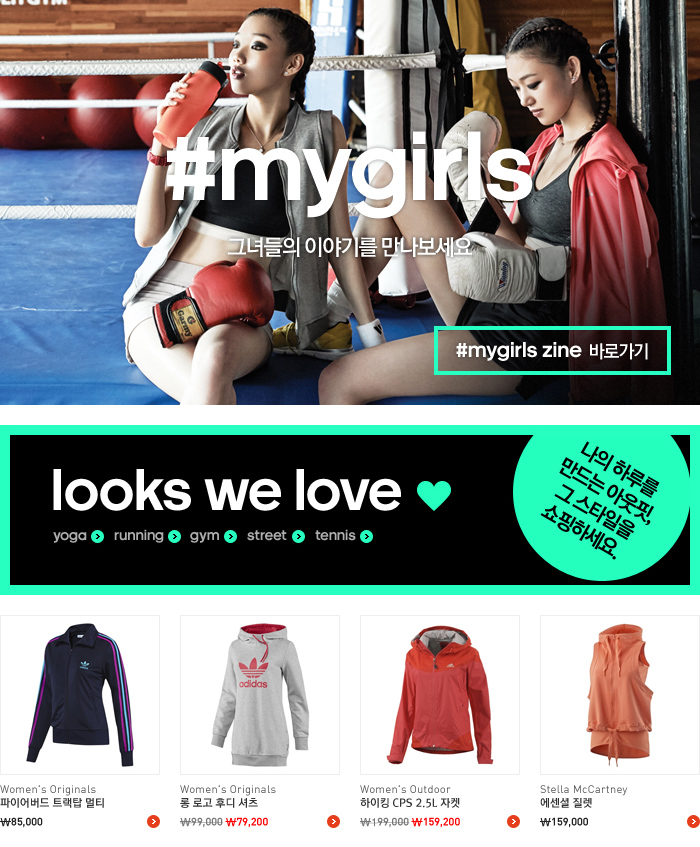 #mygirls
그녀들의 이야기를 만나보세요
#mygirls zine 바로가기
looks we love
yoga running gym street tennis
나의 하루를
만드는 아웃핏,
그 스타일을
쇼핑하세요.
adidas
Women's Originals
파이어버드 트랙탑 멀티
₩85,000
Women's Originals
롱 로고 후디 셔츠
₩99,000 ₩79,200
Women's Outdoor
하이킹 CPS 2.5L 자켓
₩199,000 ₩159,200
Stella McCartney
에센셜 질렛
₩159,000